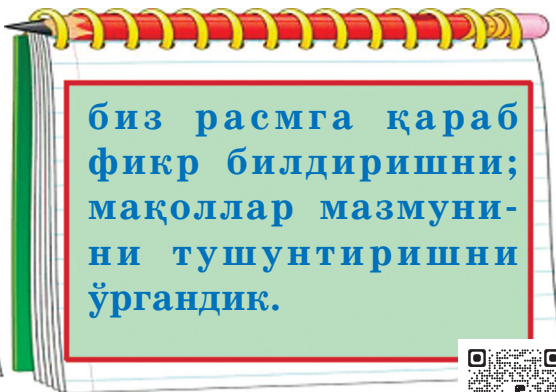 биз расмга қараб
фикр билдиришни;
мақоллар мазмуни-
ни тушунтиришни
ўргандик.